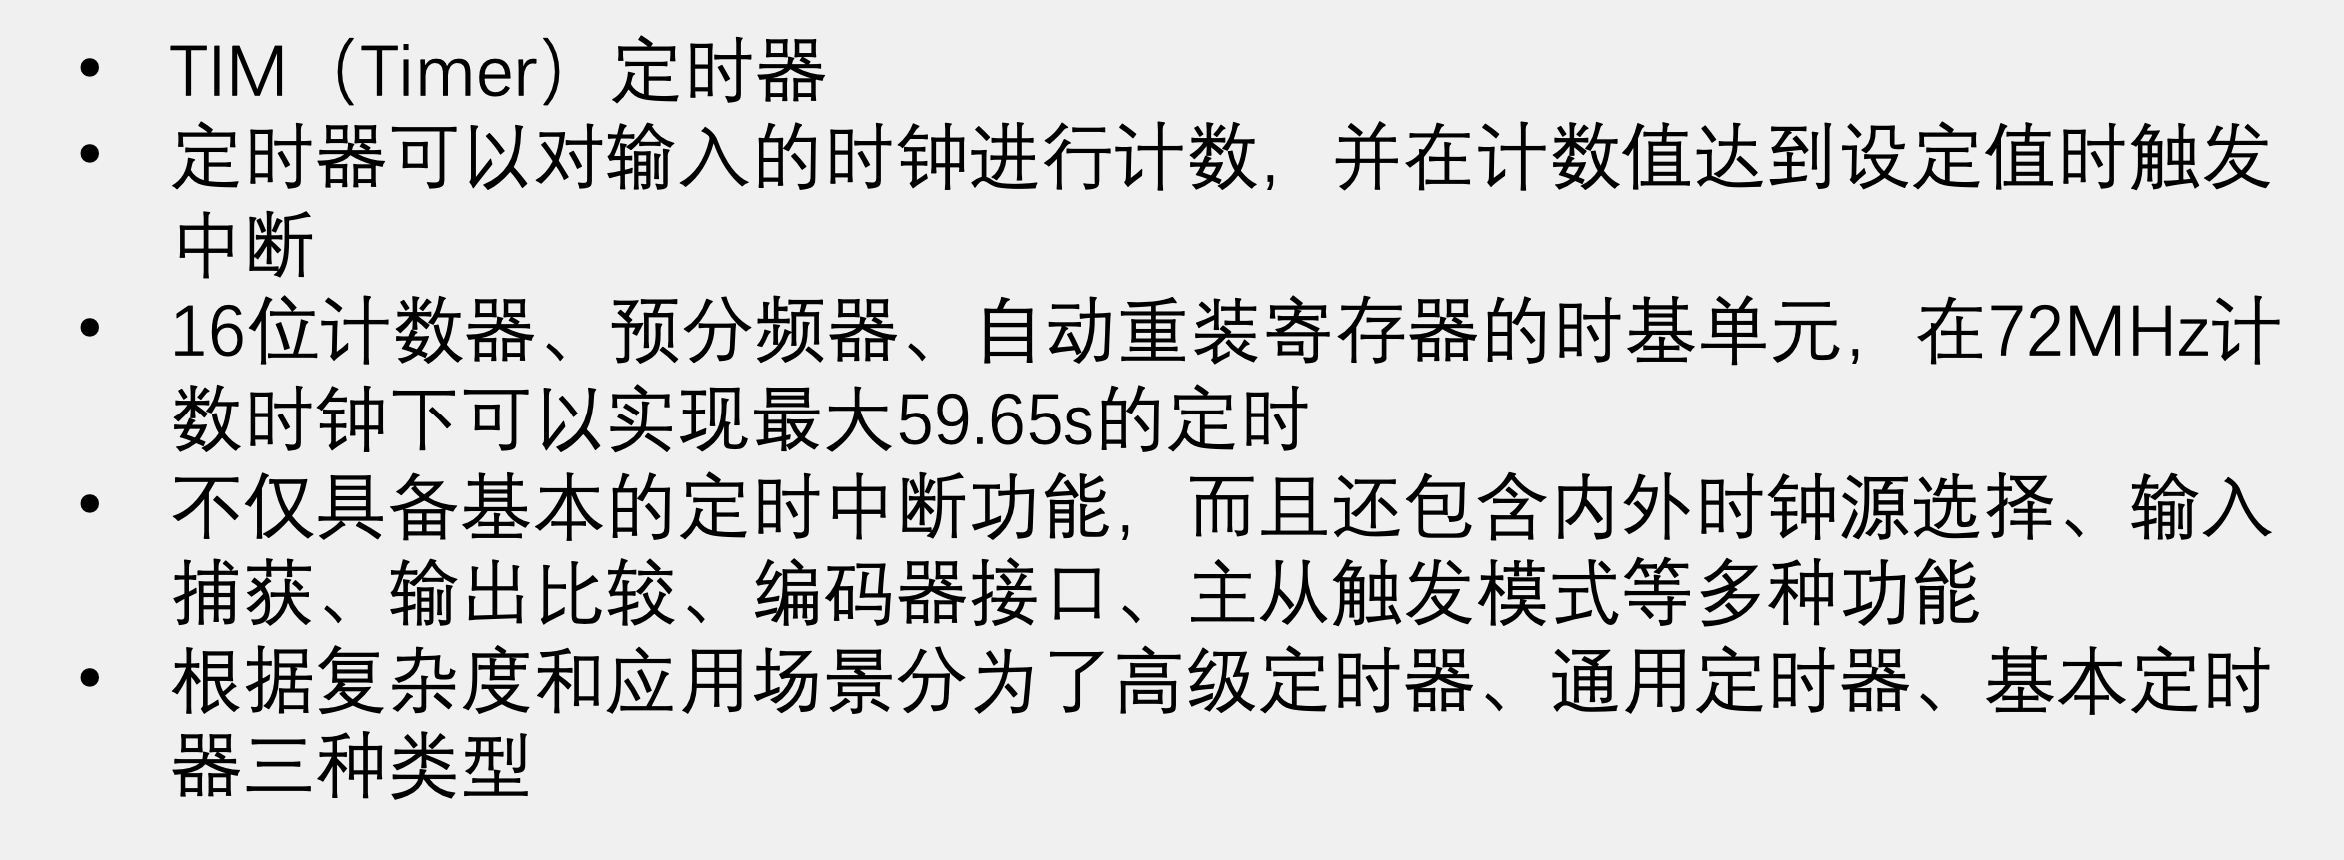 • TIM（Timer）定时器
• 定时器可以对输入的时钟进行计数，并在计数值达到设定值时触发
中断
• 16位计数器、预分频器、自动重装寄存器的时基单元，在72MHz计
数时钟下可以实现最大59.65s的定时
• 不仅具备基本的定时中断功能，而且还包含内外时钟源选择、输入
捕获、输出比较、编码器接口、主从触发模式等多种功能
• 根据复杂度和应用场景分为了高级定时器、通用定时器、基本定时
器三种类型